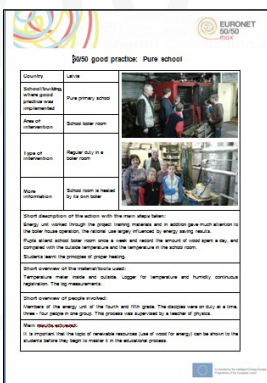 EURONET
50/50
max
50/50 good practice: Pure school
Country
Latvia
School/building,
where good
practice was
implemented
Pure primary school
Area of
intervention
School boiler room
Type of
intervention
Regular duty in a
boiler room
More
information
School room is heated
by its own boiler
Short description of the action with the main steps taken:
Energy unit worked through the project training materials and in addition gave much attention to
the boiler house operation, the rational use largely influenced by energy saving results.
Pupils attend school boiler room once a week and record the amount of wood spent a day, and
compared with the outside temperature and the temperature in the school room.
Students learnt the principles of proper heating.
Short overview of the material/tools used:
Temperature meter inside and outside. Logger for temperature and humidity continuous
registration. The log measurements.
Short overview of people involved:
Members of the energy unit of the fourth and fifth grade. The disciples were on duty at a time,
three - four people in one group. This process was supervised by a teacher of physics.
Main results achieved:
It is important that the topic of renewable resources (use of wood for energy) can be shown to the
students before they begin to master it in the educational process.